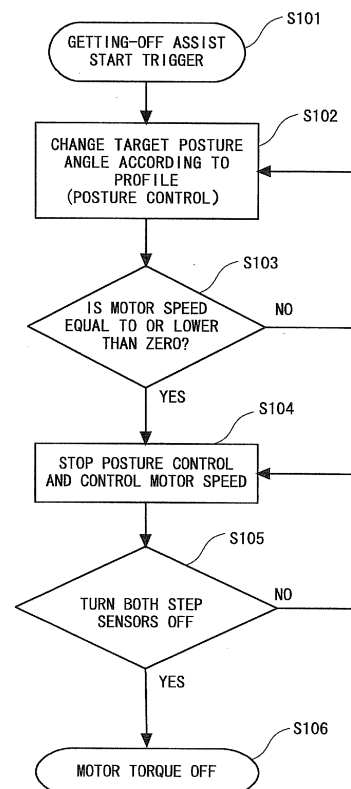 S101
GETTING-OFF ASSIST
START TRIGGER
S102
CHANGE TARGET POSTURE
ANGLE ACCORDING TO
PROFILE
(POSTURE CONTROL)
S103
IS MOTOR SPEED
EQUAL TO OR LOWER
THAN ZERO?
NO
YES
S104
STOP POSTURE CONTROL
AND CONTROL MOTOR SPEED
S105
TURN BOTH STEP
SENSORS OFF
NO
YES
S106
MOTOR TORQUE OFF